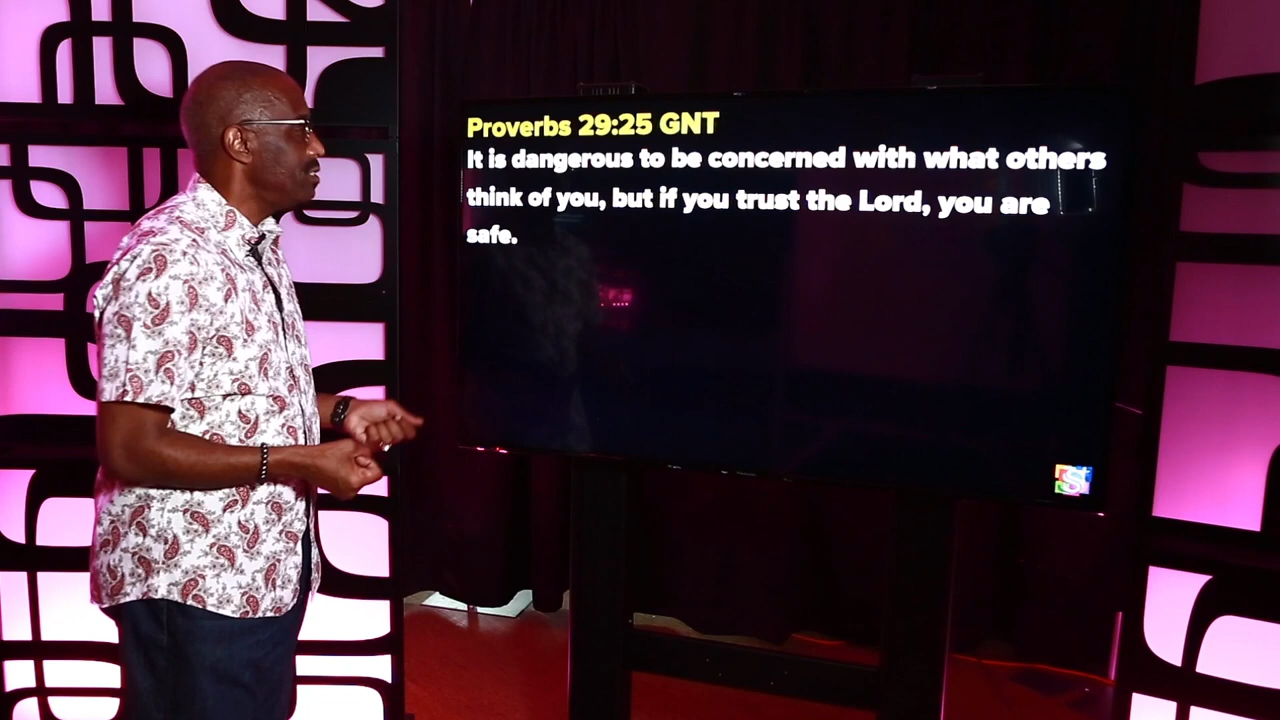 Proverbs 29:25 GNT
It is dangerous to be concerned with what others
think of you, but if you trust the Lord, you are
safe.
S